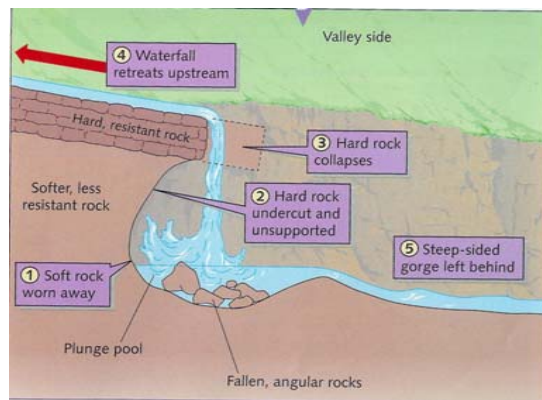 Valley side
④ Waterfall
retreats upstream
Hard, resistant rock
③ Hard rock
collapses
Softer, less
resistant rock
② Hard rock
undercut and
unsupported
⑤ Steep-sided
gorge left behind
① Soft rock
worn away
Plunge pool
Fallen, angular rocks